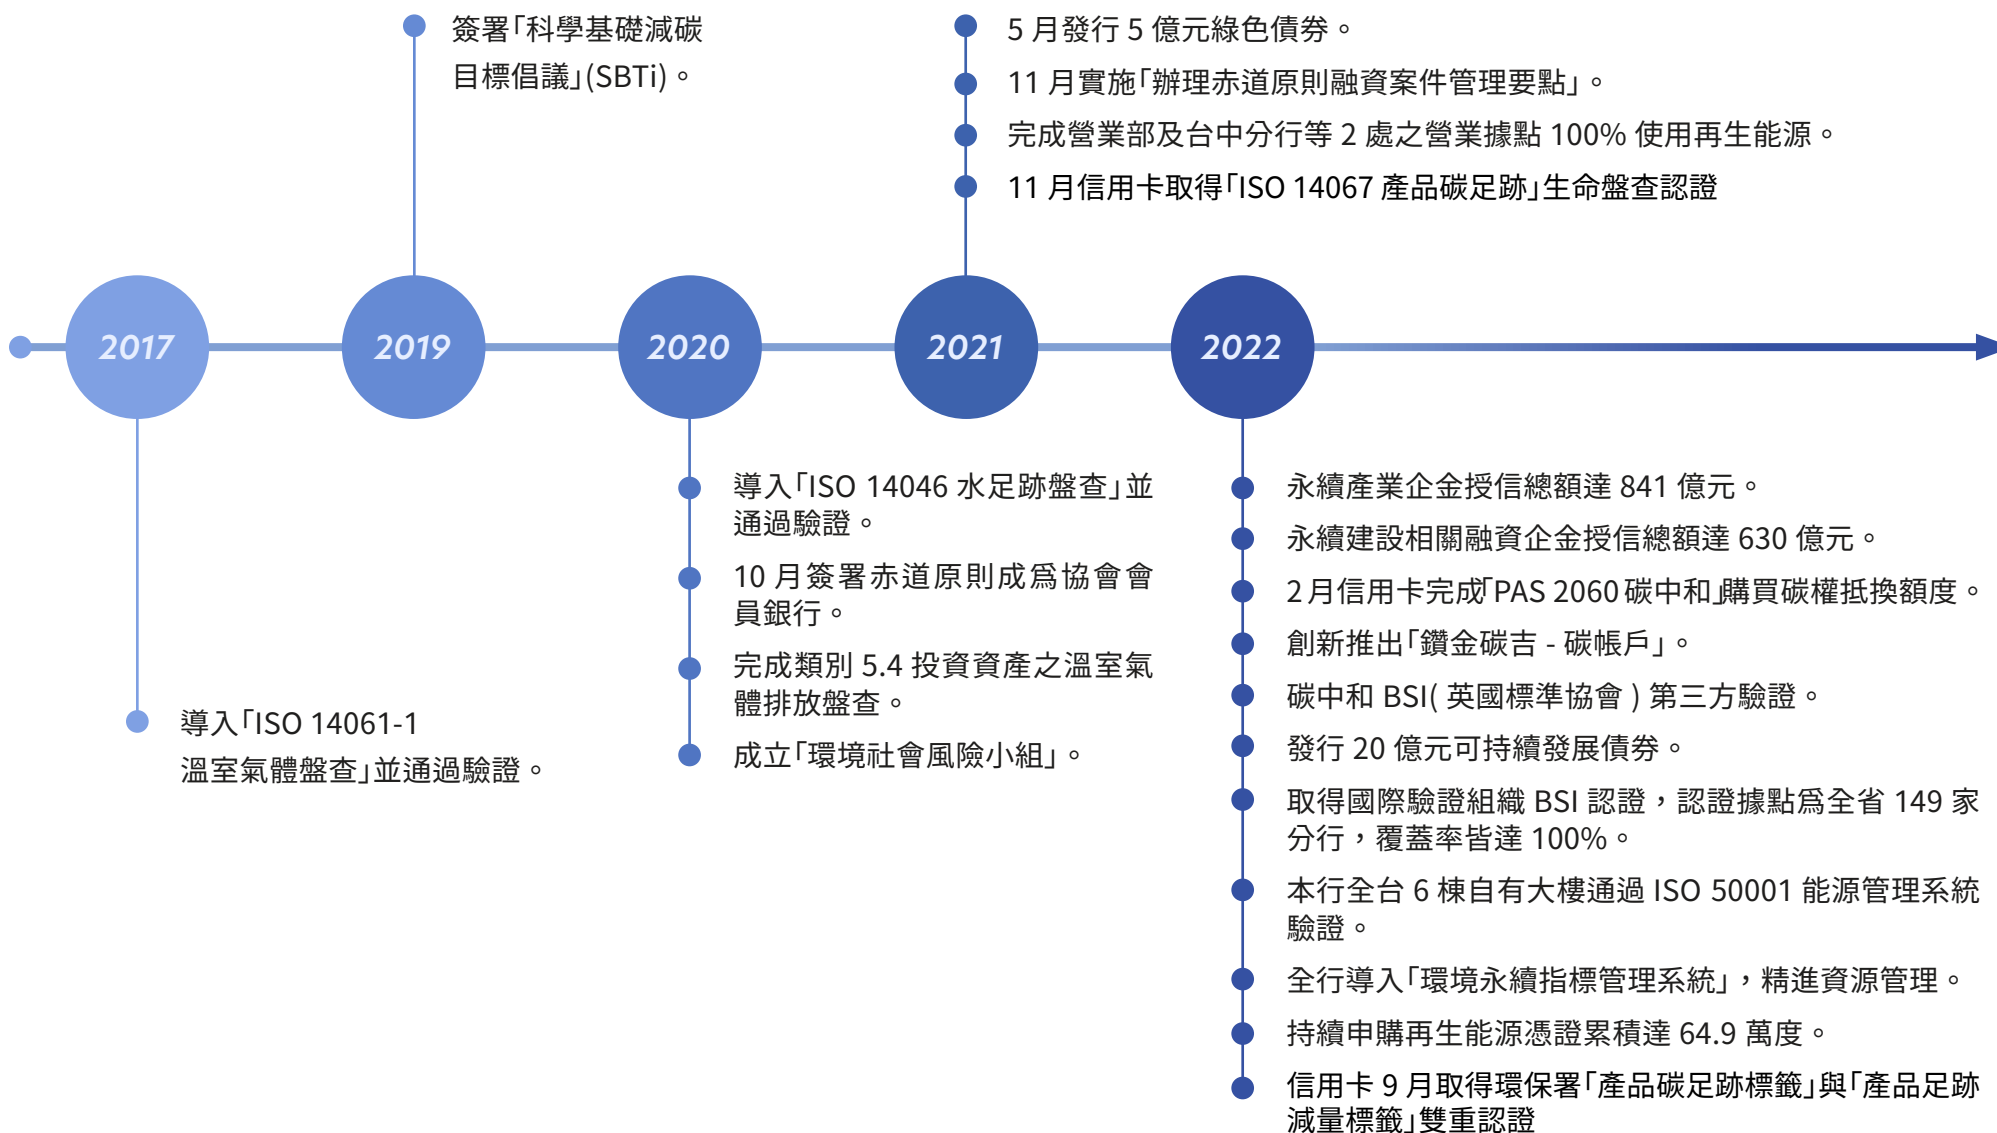 簽署「科學基礎減碳
目標倡議」(SBTi)。
5 月發行 5 億元綠色債券。
11 月實施「辦理赤道原則融資案件管理要點」。
完成營業部及台中分行等 2 處之營業據點 100% 使用再生能源。
11 月信用卡取得「ISO 14067 產品碳足跡」生命盤查認證
2017
2019
2020
2021
2022
導入「ISO 14061-1
溫室氣體盤查」並通過驗證。
導入「ISO 14046 水足跡盤查」並
通過驗證。
10 月簽署赤道原則成為協會會
員銀行。
完成類別 5.4 投資資產之溫室氣
體排放盤查。
成立「環境社會風險小組」。
永續產業企金授信總額達 841 億元。
永續建設相關融資企金授信總額達 630 億元。
2 月信用卡完成「PAS 2060 碳中和」購買碳權抵換額度。
創新推出「鑽金碳吉 - 碳帳戶」。
碳中和 BSI( 英國標準協會 ) 第三方驗證。
發行 20 億元可持續發展債券。
取得國際驗證組織 BSI 認證，認證據點為全省 149 家
分行，覆蓋率皆達 100%。
本行全台 6 棟自有大樓通過 ISO 50001 能源管理系統
驗證。
全行導入「環境永續指標管理系統」，精進資源管理。
持續申購再生能源憑證累積達 64.9 萬度。
信用卡 9 月取得環保署「產品碳足跡標籤」與「產品足跡
減量標籤」雙重認證